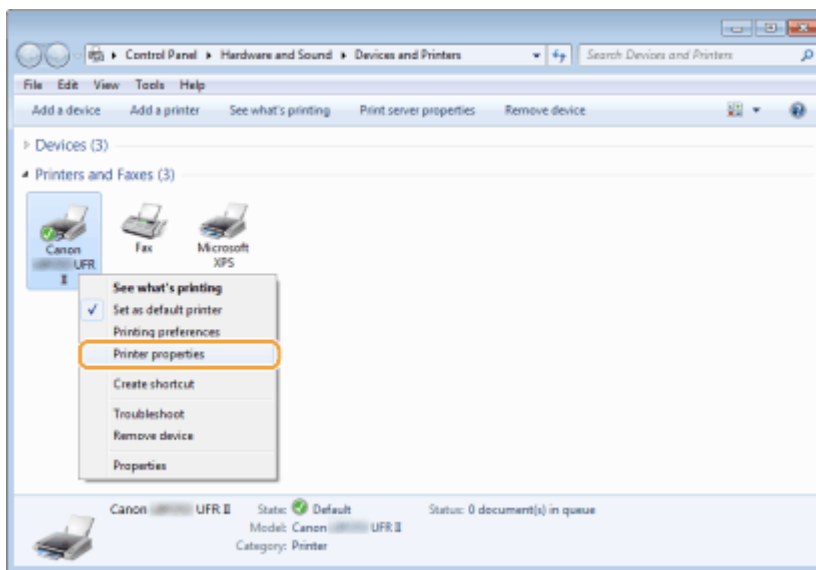 Control Panel ▸ Hardware and Sound ▸ Devices and Printers
Search Devices and Printers
File Edit View Tools Help
Add a device Add a printer See what's printing Print server properties Remove device
Devices (3)
Printers and Faxes (3)
Canon
UFR
II
Fax
Microsoft
XPS
See what's printing
Set as default printer
Printing preferences
Printer properties
Create shortcut
Troubleshoot
Remove device
Properties
Canon UFR II State: Default Status: 0 document(s) in queue
Model: Canon UFR II
Category: Printer